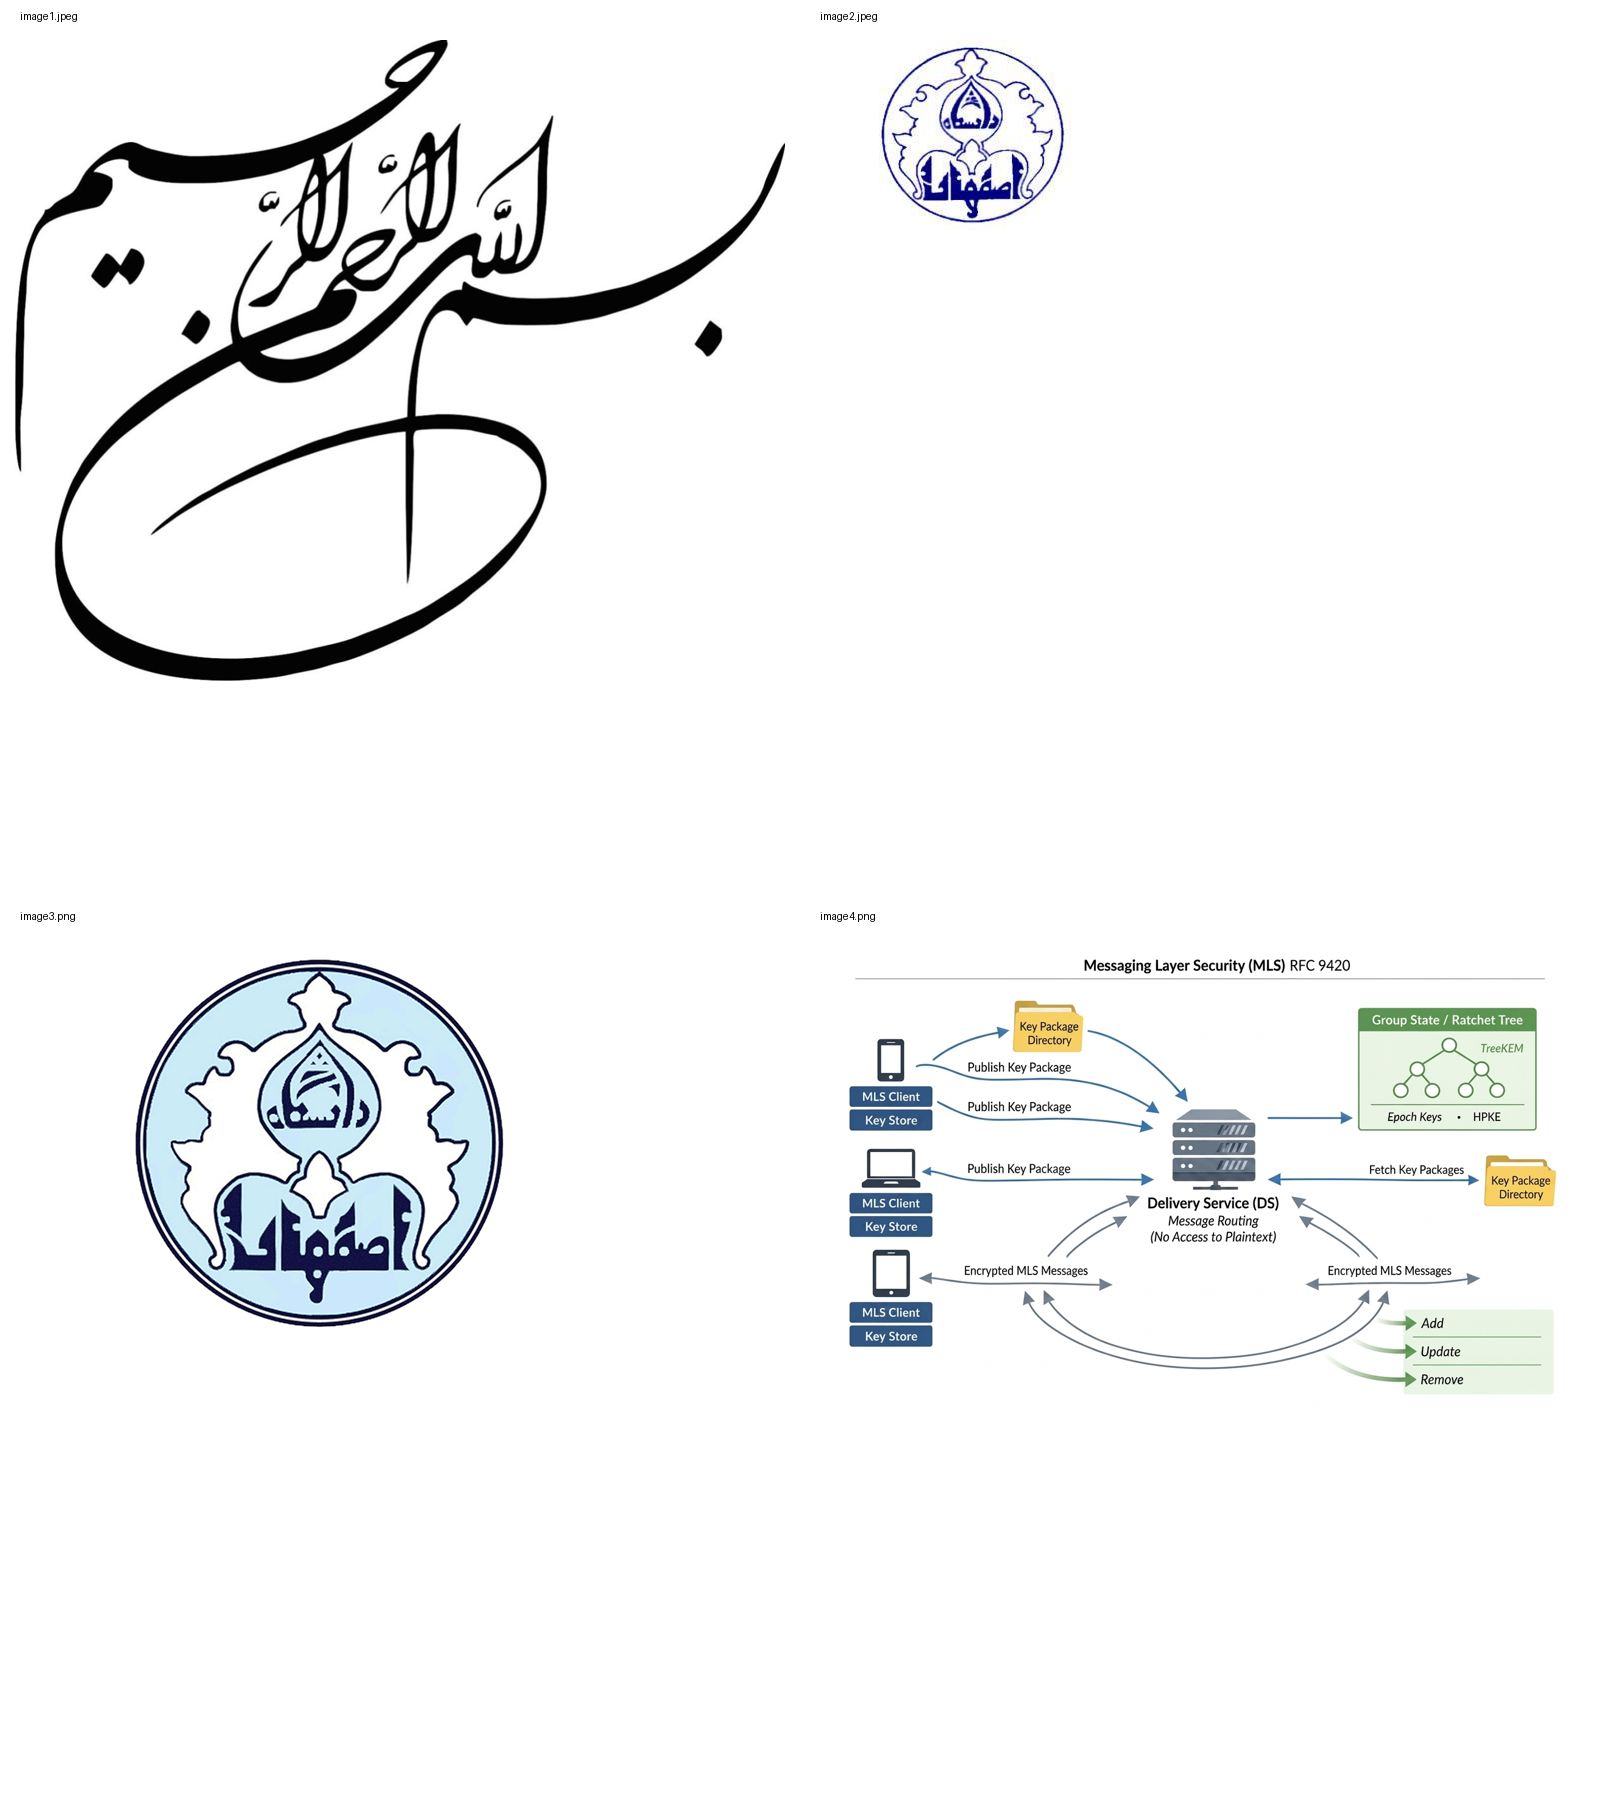 image1.jpeg
بسم الله الرحمن الرحیم
image2.jpeg
دانشگاه
اصفهان
image3.png
دانشگاه
اصفهان
image4.png
Messaging Layer Security (MLS) RFC 9420
Key Package
Directory
Publish Key Package
MLS Client
Key Store
Publish Key Package
Group State / Ratchet Tree
TreeKEM
Epoch Keys • HPKE
Publish Key Package
MLS Client
Key Store
Fetch Key Packages
Key Package
Directory
Delivery Service (DS)
Message Routing
(No Access to Plaintext)
Encrypted MLS Messages
Encrypted MLS Messages
MLS Client
Key Store
Add
Update
Remove